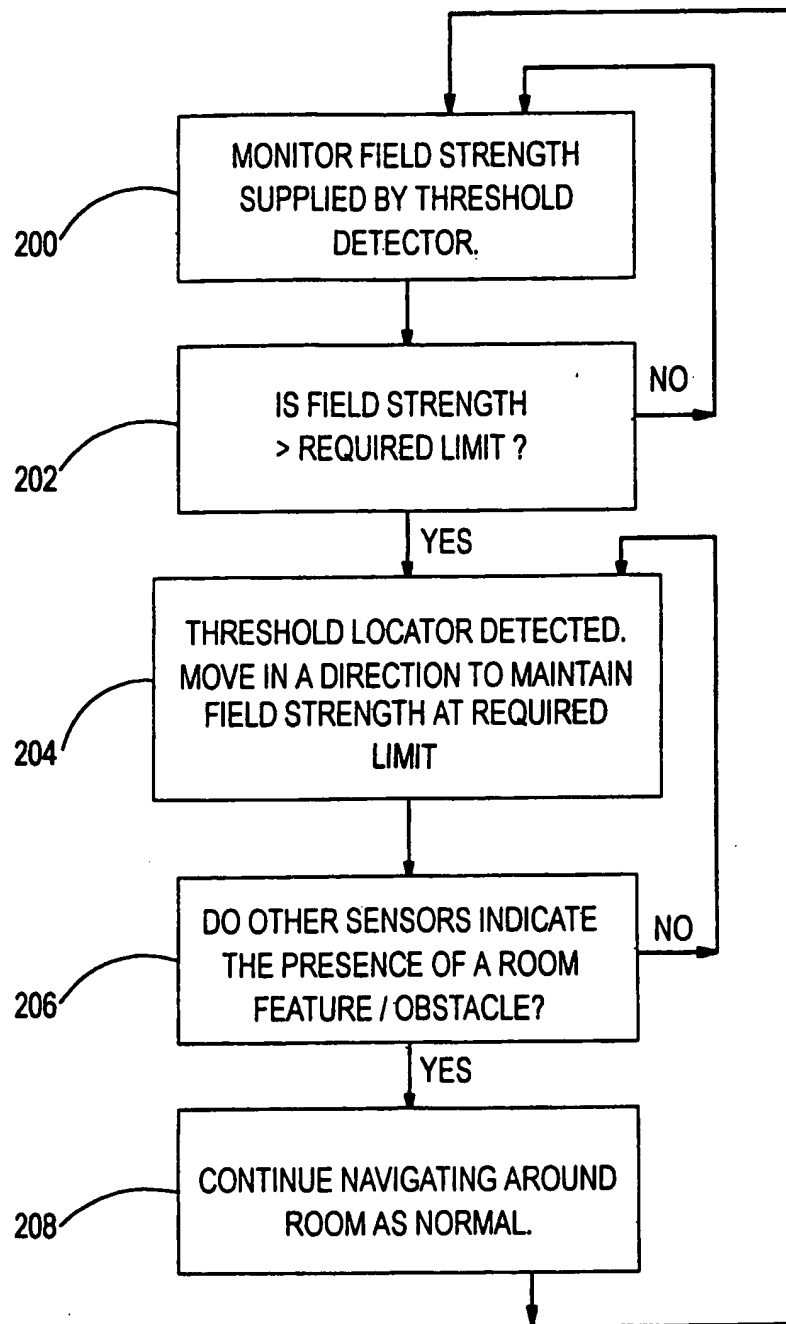 MONITOR FIELD STRENGTH
SUPPLIED BY THRESHOLD
DETECTOR.
200
IS FIELD STRENGTH
> REQUIRED LIMIT ?
NO
202
YES
THRESHOLD LOCATOR DETECTED.
MOVE IN A DIRECTION TO MAINTAIN
FIELD STRENGTH AT REQUIRED
LIMIT
204
DO OTHER SENSORS INDICATE
THE PRESENCE OF A ROOM
FEATURE / OBSTACLE?
NO
206
YES
CONTINUE NAVIGATING AROUND
ROOM AS NORMAL.
208